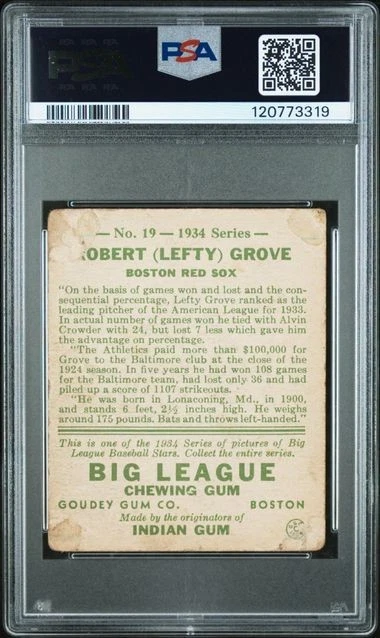 PSA
120773319
No. 19 — 1934 Series —
ROBERT (LEFTY) GROVE
BOSTON RED SOX
"On the basis of games won and lost and the con-
sequential percentage, Lefty Grove ranked as the
leading pitcher of the American League for 1933.
In actual number of games won he tied with Alvin
Crowder with 24, but lost 7 less which gave him
the advantage on percentage.
"The Athletics paid more than $100,000 for
Grove to the Baltimore club at the close of the
1924 season. In five years he had won 108 games
for the Baltimore team, had lost only 36 and had
piled up a score of 1107 strikeouts. "
"He was born in Lonaconing, Md., in 1900,
and stands 6 feet, 2½ inches high. He weighs
around 175 pounds. Bats and throws left-handed."
This is one of the 1934 Series of pictures of Big
League Baseball Stars. Collect the entire series.
BIG LEAGUE
CHEWING GUM
GOUDEY GUM CO. BOSTON
Made by the originators of
INDIAN GUM